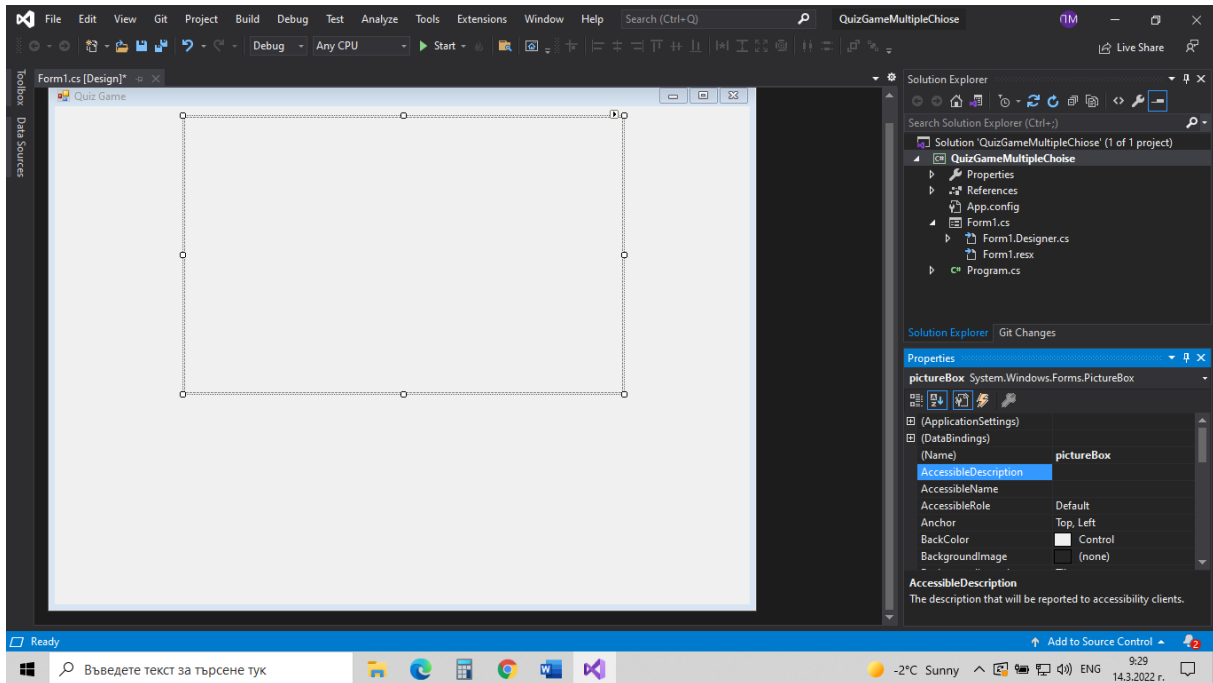 File Edit View Git Project Build Debug Test Analyze Tools Extensions Window Help Search (Ctrl+Q) QuizGameMultipleChiose ПМ
Debug Any CPU Start Live Share
Toolbox
Data Sources
Form1.cs [Design]*
Quiz Game
Solution Explorer
Search Solution Explorer (Ctrl+;)
Solution 'QuizGameMultipleChiose' (1 of 1 project)
C# QuizGameMultipleChoise
Properties
References
App.config
Form1.cs
Form1.Designer.cs
Form1.resx
C# Program.cs
Solution Explorer Git Changes
Properties
pictureBox System.Windows.Forms.PictureBox
(ApplicationSettings)
(DataBindings)
(Name) pictureBox
AccessibleDescription
AccessibleName
AccessibleRole Default
Anchor Top, Left
BackColor Control
BackgroundImage (none)
AccessibleDescription
The description that will be reported to accessibility clients.
Ready Add to Source Control 2
Въведете текст за търсене тук -2°C Sunny ENG 9:29
14.3.2022 г.